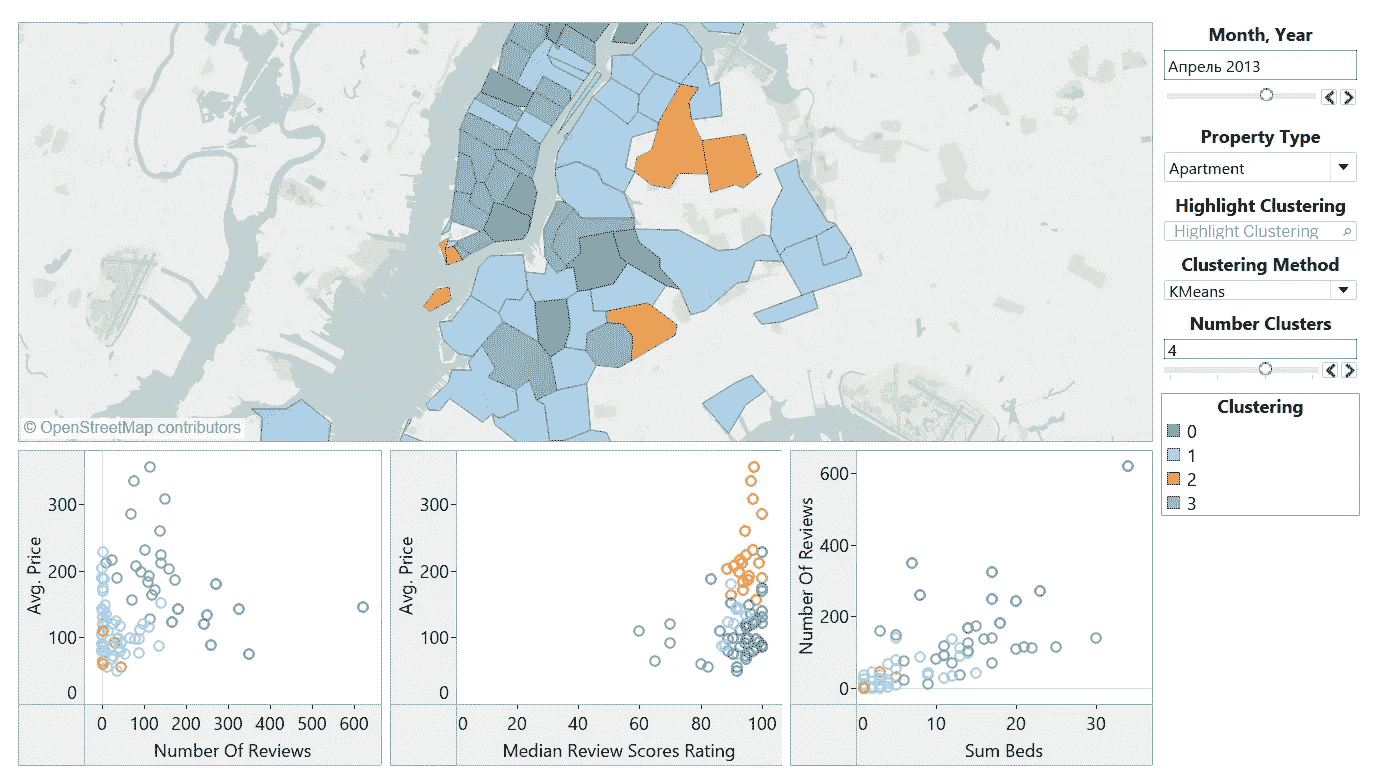 Month, Year
Апрель 2013
Property Type
Apartment
Highlight Clustering
Highlight Clustering
Clustering Method
KMeans
Number Clusters
4
Clustering
0
1
2
3
© OpenStreetMap contributors
Avg. Price
300
200
100
0
0 100 200 300 400 500 600
Number Of Reviews
Avg. Price
300
200
100
0
0 20 40 60 80 100
Median Review Scores Rating
Number Of Reviews
600
400
200
0
0 10 20 30
Sum Beds